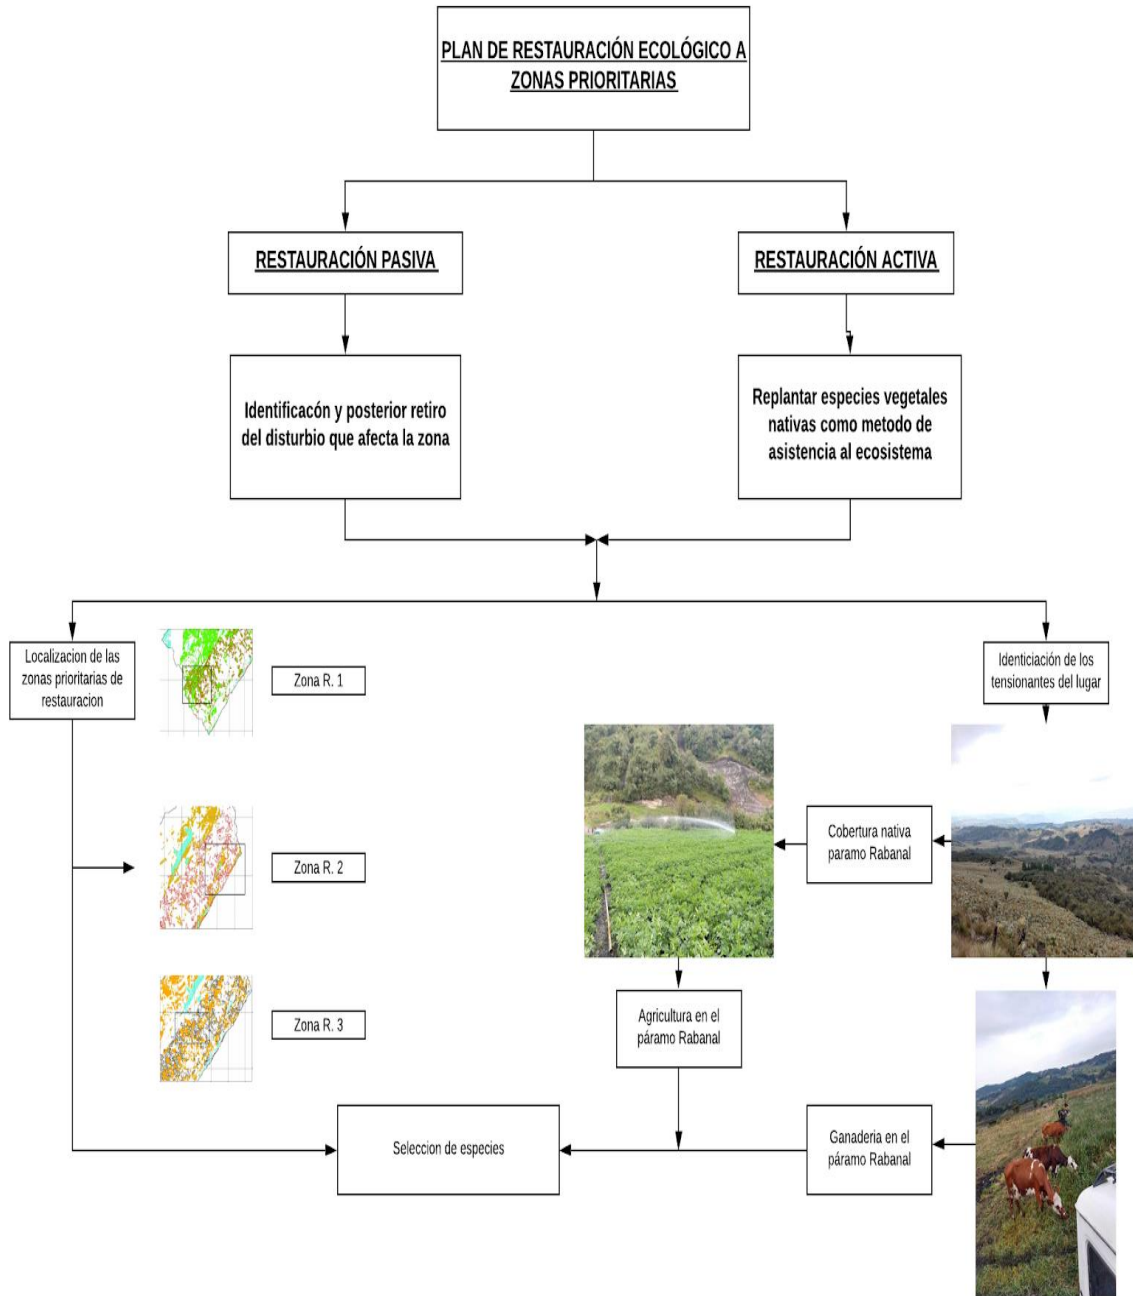 PLAN DE RESTAURACIÓN ECOLÓGICO A
ZONAS PRIORITARIAS
RESTAURACIÓN PASIVA
RESTAURACIÓN ACTIVA
Identificacón y posterior retiro
del disturbio que afecta la zona
Replantar especies vegetales
nativas como metodo de
asistencia al ecosistema
Localizacion de las
zonas prioritarias de
restauracion
Zona R. 1
Identiciación de los
tensionantes del lugar
Zona R. 2
Cobertura nativa
paramo Rabanal
Zona R. 3
Agricultura en el
páramo Rabanal
Seleccion de especies
Ganaderia en el
páramo Rabanal